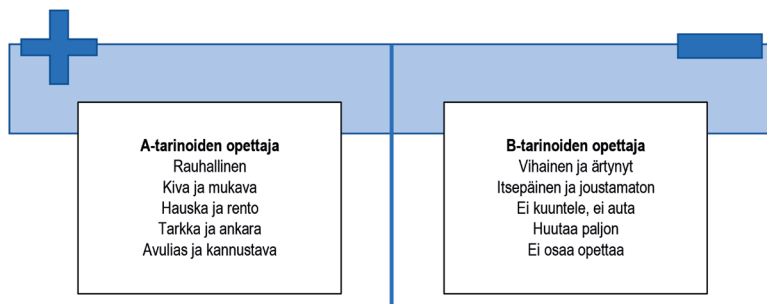 A-tarinoiden opettaja
Rauhallinen
Kiva ja mukava
Hauska ja rento
Tarkka ja ankara
Avulias ja kannustava
B-tarinoiden opettaja
Vihainen ja ärtynyt
Itsepäinen ja joustamaton
Ei kuuntele, ei auta
Huutaa paljon
Ei osaa opettaa